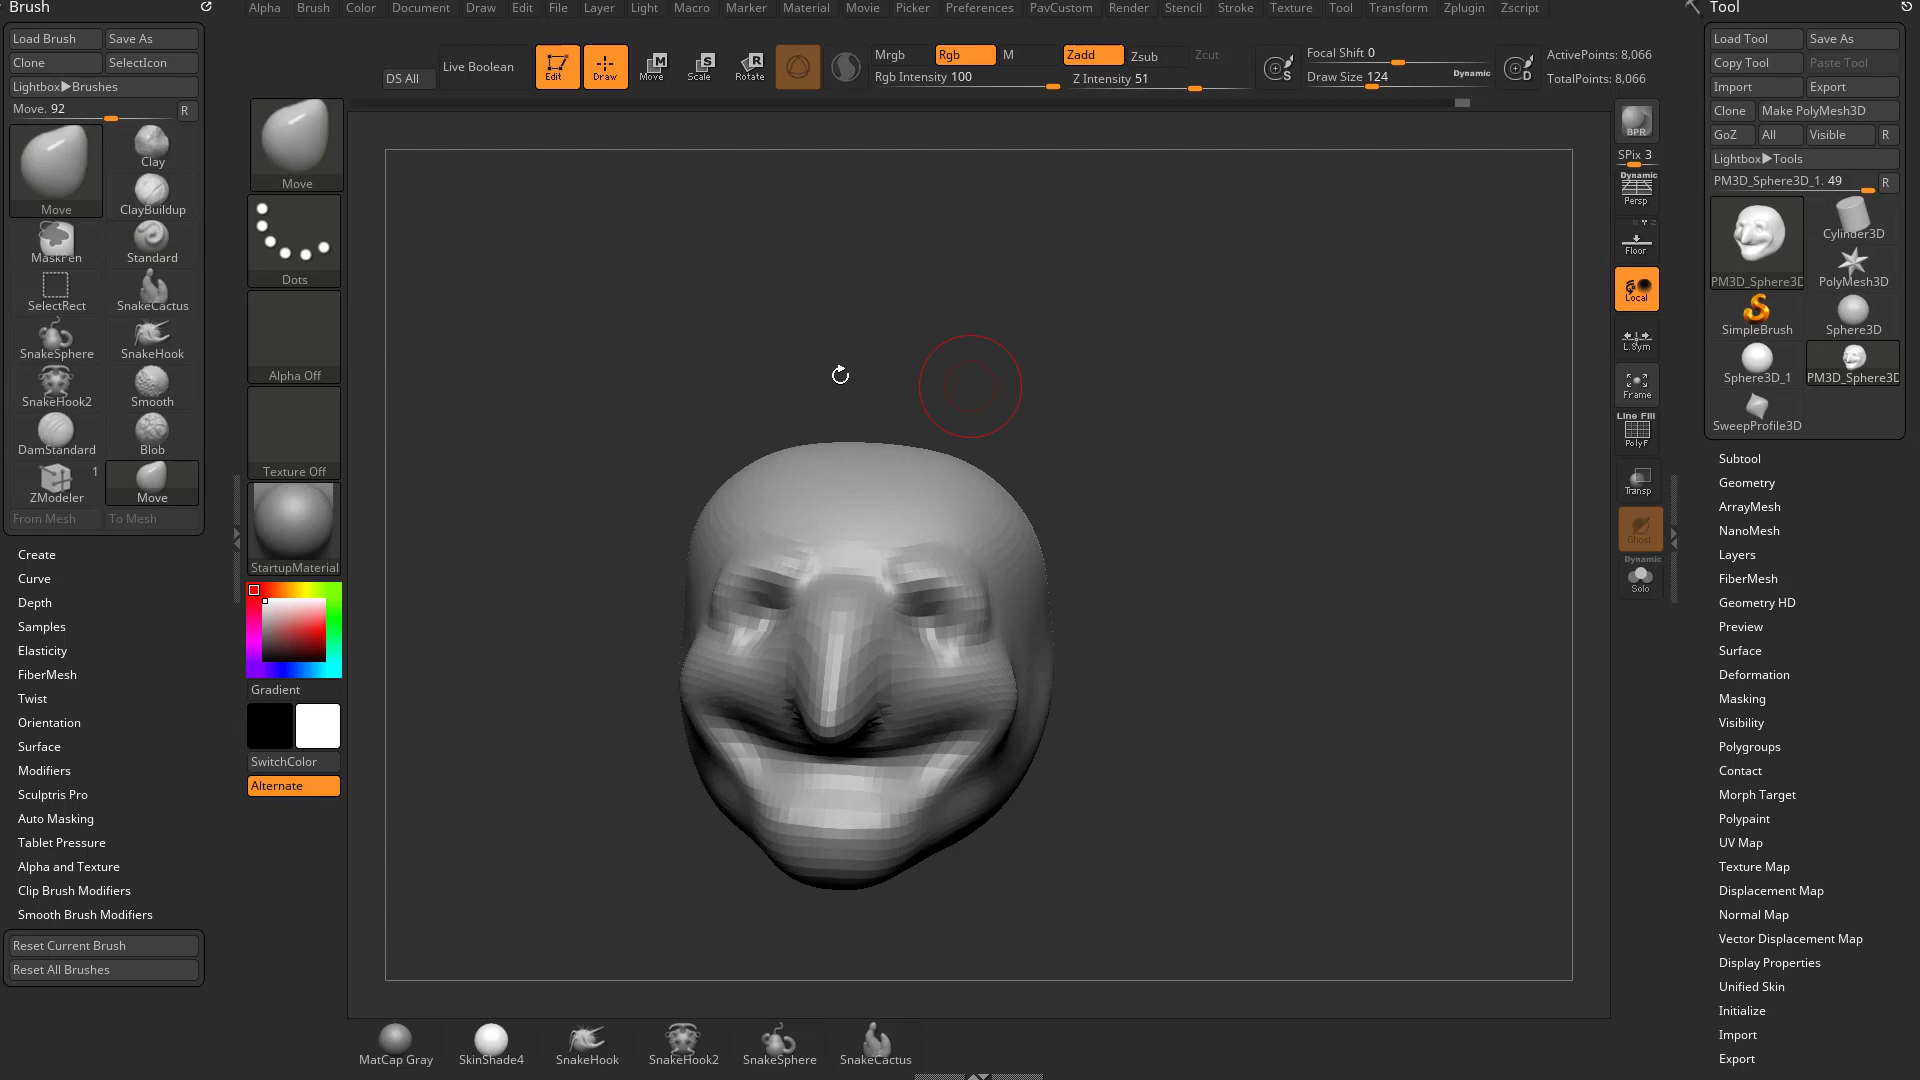 Brush
Alpha Brush Color Document Draw Edit File Layer Light Macro Marker Material Movie Picker Preferences PavCustom Render Stencil Stroke Texture Tool Transform Zplugin Zscript
Tool
Load Brush Save As
Clone SelectIcon
Lightbox▶Brushes
Move. 92 R
Move
Clay
ClayBuildup
MaskPen Standard
SelectRect SnakeCactus
SnakeSphere SnakeHook
SnakeHook2 Smooth
DamStandard Blob
1
ZModeler Move
From Mesh To Mesh
Create
Curve
Depth
Samples
Elasticity
FiberMesh
Twist
Orientation
Surface
Modifiers
Sculptris Pro
Auto Masking
Tablet Pressure
Alpha and Texture
Clip Brush Modifiers
Smooth Brush Modifiers
Reset Current Brush
Reset All Brushes
DS All
Live Boolean
Edit
Draw
Move
Scale
Rotate
Mrgb Rgb M
Rgb Intensity 100
Zadd Zsub Zcut
Z Intensity 51
S
Focal Shift 0
Draw Size 124 Dynamic
D
ActivePoints: 8,066
TotalPoints: 8,066
Move
Dots
Alpha Off
Texture Off
StartupMaterial
Gradient
SwitchColor
Alternate
BPR
SPix 3
Dynamic
Persp
Floor
Local
L.Sym
Frame
Line Fill
PolyF
Transp
Ghost
Dynamic
Solo
Load Tool Save As
Copy Tool Paste Tool
Import Export
Clone Make PolyMesh3D
GoZ All Visible R
Lightbox▶Tools
PM3D_Sphere3D_1. 49 R
PM3D_Sphere3D
Cylinder3D
PolyMesh3D
SimpleBrush Sphere3D
Sphere3D_1 PM3D_Sphere3D
SweepProfile3D
Subtool
Geometry
ArrayMesh
NanoMesh
Layers
FiberMesh
Geometry HD
Preview
Surface
Deformation
Masking
Visibility
Polygroups
Contact
Morph Target
Polypaint
UV Map
Texture Map
Displacement Map
Normal Map
Vector Displacement Map
Display Properties
Unified Skin
Initialize
Import
Export
MatCap Gray SkinShade4 SnakeHook SnakeHook2 SnakeSphere SnakeCactus